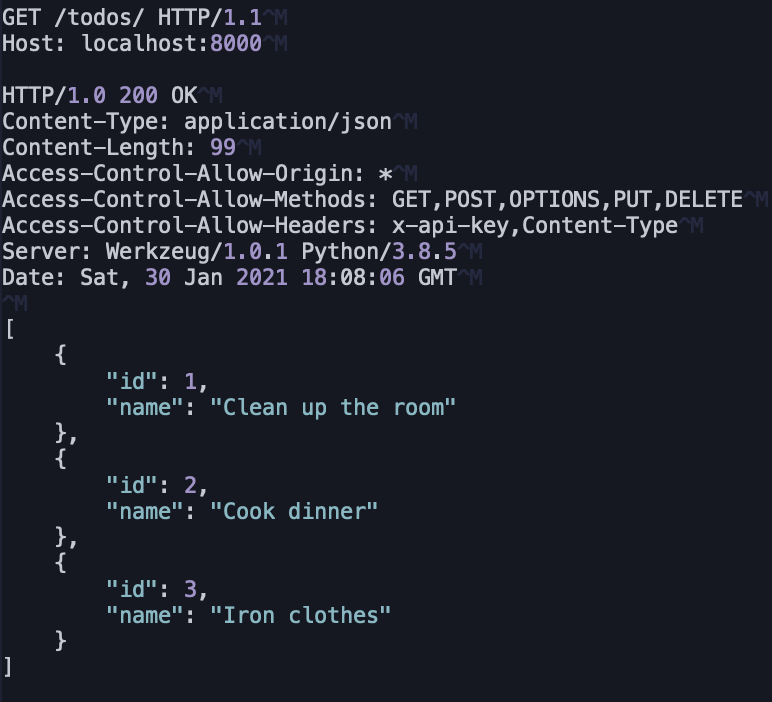 GET /todos/ HTTP/1.1^M
Host: localhost:8000^M

HTTP/1.0 200 OK^M
Content-Type: application/json^M
Content-Length: 99^M
Access-Control-Allow-Origin: *^M
Access-Control-Allow-Methods: GET,POST,OPTIONS,PUT,DELETE^M
Access-Control-Allow-Headers: x-api-key,Content-Type^M
Server: Werkzeug/1.0.1 Python/3.8.5^M
Date: Sat, 30 Jan 2021 18:08:06 GMT^M
^M
[
    {
        "id": 1,
        "name": "Clean up the room"
    },
    {
        "id": 2,
        "name": "Cook dinner"
    },
    {
        "id": 3,
        "name": "Iron clothes"
    }
]